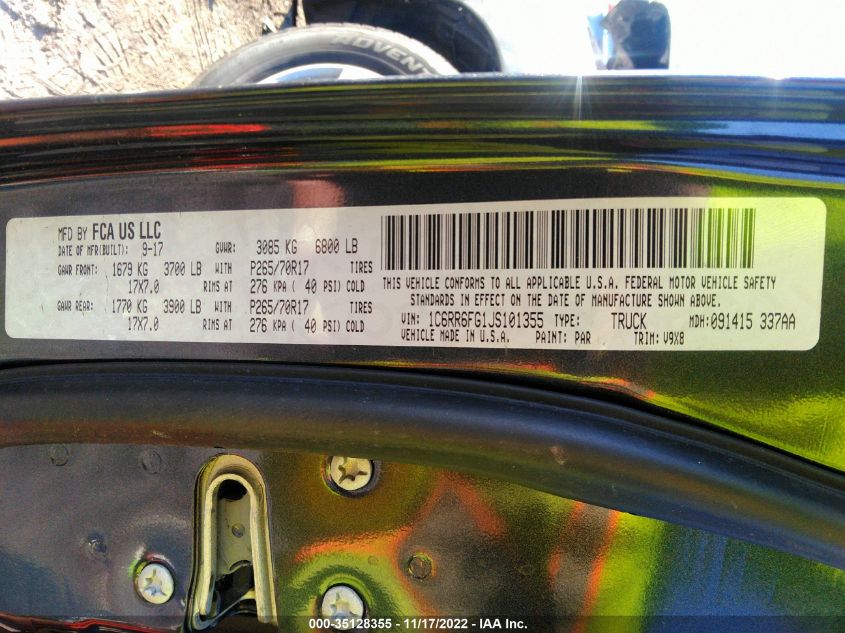 ADVENT
MFD BY FCA US LLC
DATE OF MFR(BUILT): 9-17 GVWR: 3085 KG 6800 LB
GAWR FRONT: 1679 KG 3700 LB WITH P265/70R17 TIRES
17X7.0 RIMS AT 276 KPA ( 40 PSI) COLD
GAWR REAR: 1770 KG 3900 LB WITH P265/70R17 TIRES
17X7.0 RIMS AT 276 KPA ( 40 PSI) COLD
THIS VEHICLE CONFORMS TO ALL APPLICABLE U.S.A. FEDERAL MOTOR VEHICLE SAFETY
STANDARDS IN EFFECT ON THE DATE OF MANUFACTURE SHOWN ABOVE.
VIN: 1C6RR6FG1JS101355 TYPE: TRUCK MDH: 091415 337AA
VEHICLE MADE IN U.S.A. PAINT: PAR TRIM: V9X8
000-35128355 - 11/17/2022 - IAA Inc.